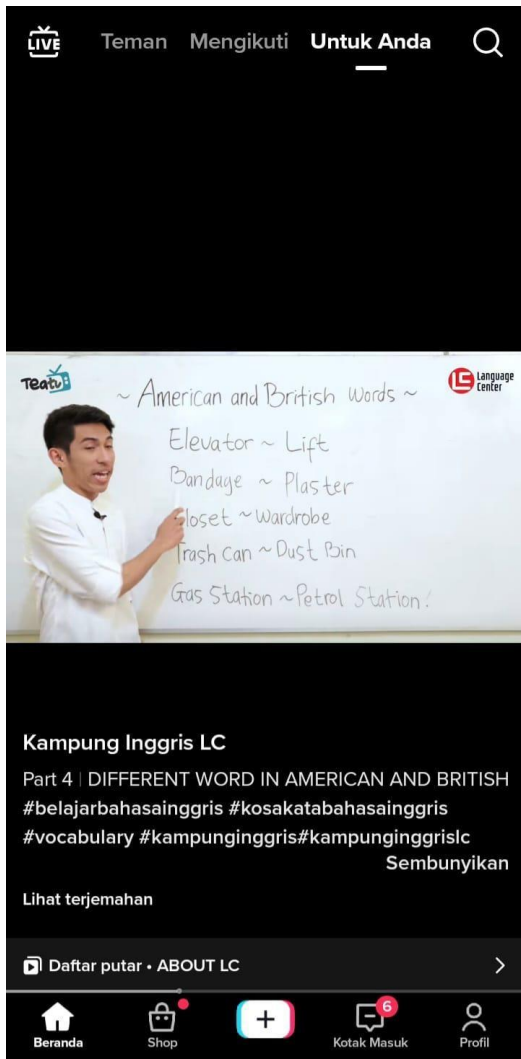 LIVE
Teman Mengikuti Untuk Anda
Teatv
Language
Center
~ American and British Words ~
Elevator ~ Lift
Bandage ~ Plaster
Closet ~ Wardrobe
Trash Can ~ Dust Bin
Gas Station ~ Petrol Station!
Kampung Inggris LC
Part 4 | DIFFERENT WORD IN AMERICAN AND BRITISH
#belajarbahasainggris #kosakatabahasainggris
#vocabulary #kampunginggris#kampunginggrislc
Sembunyikan
Lihat terjemahan
Daftar putar • ABOUT LC
6
Beranda Shop Kotak Masuk Profil